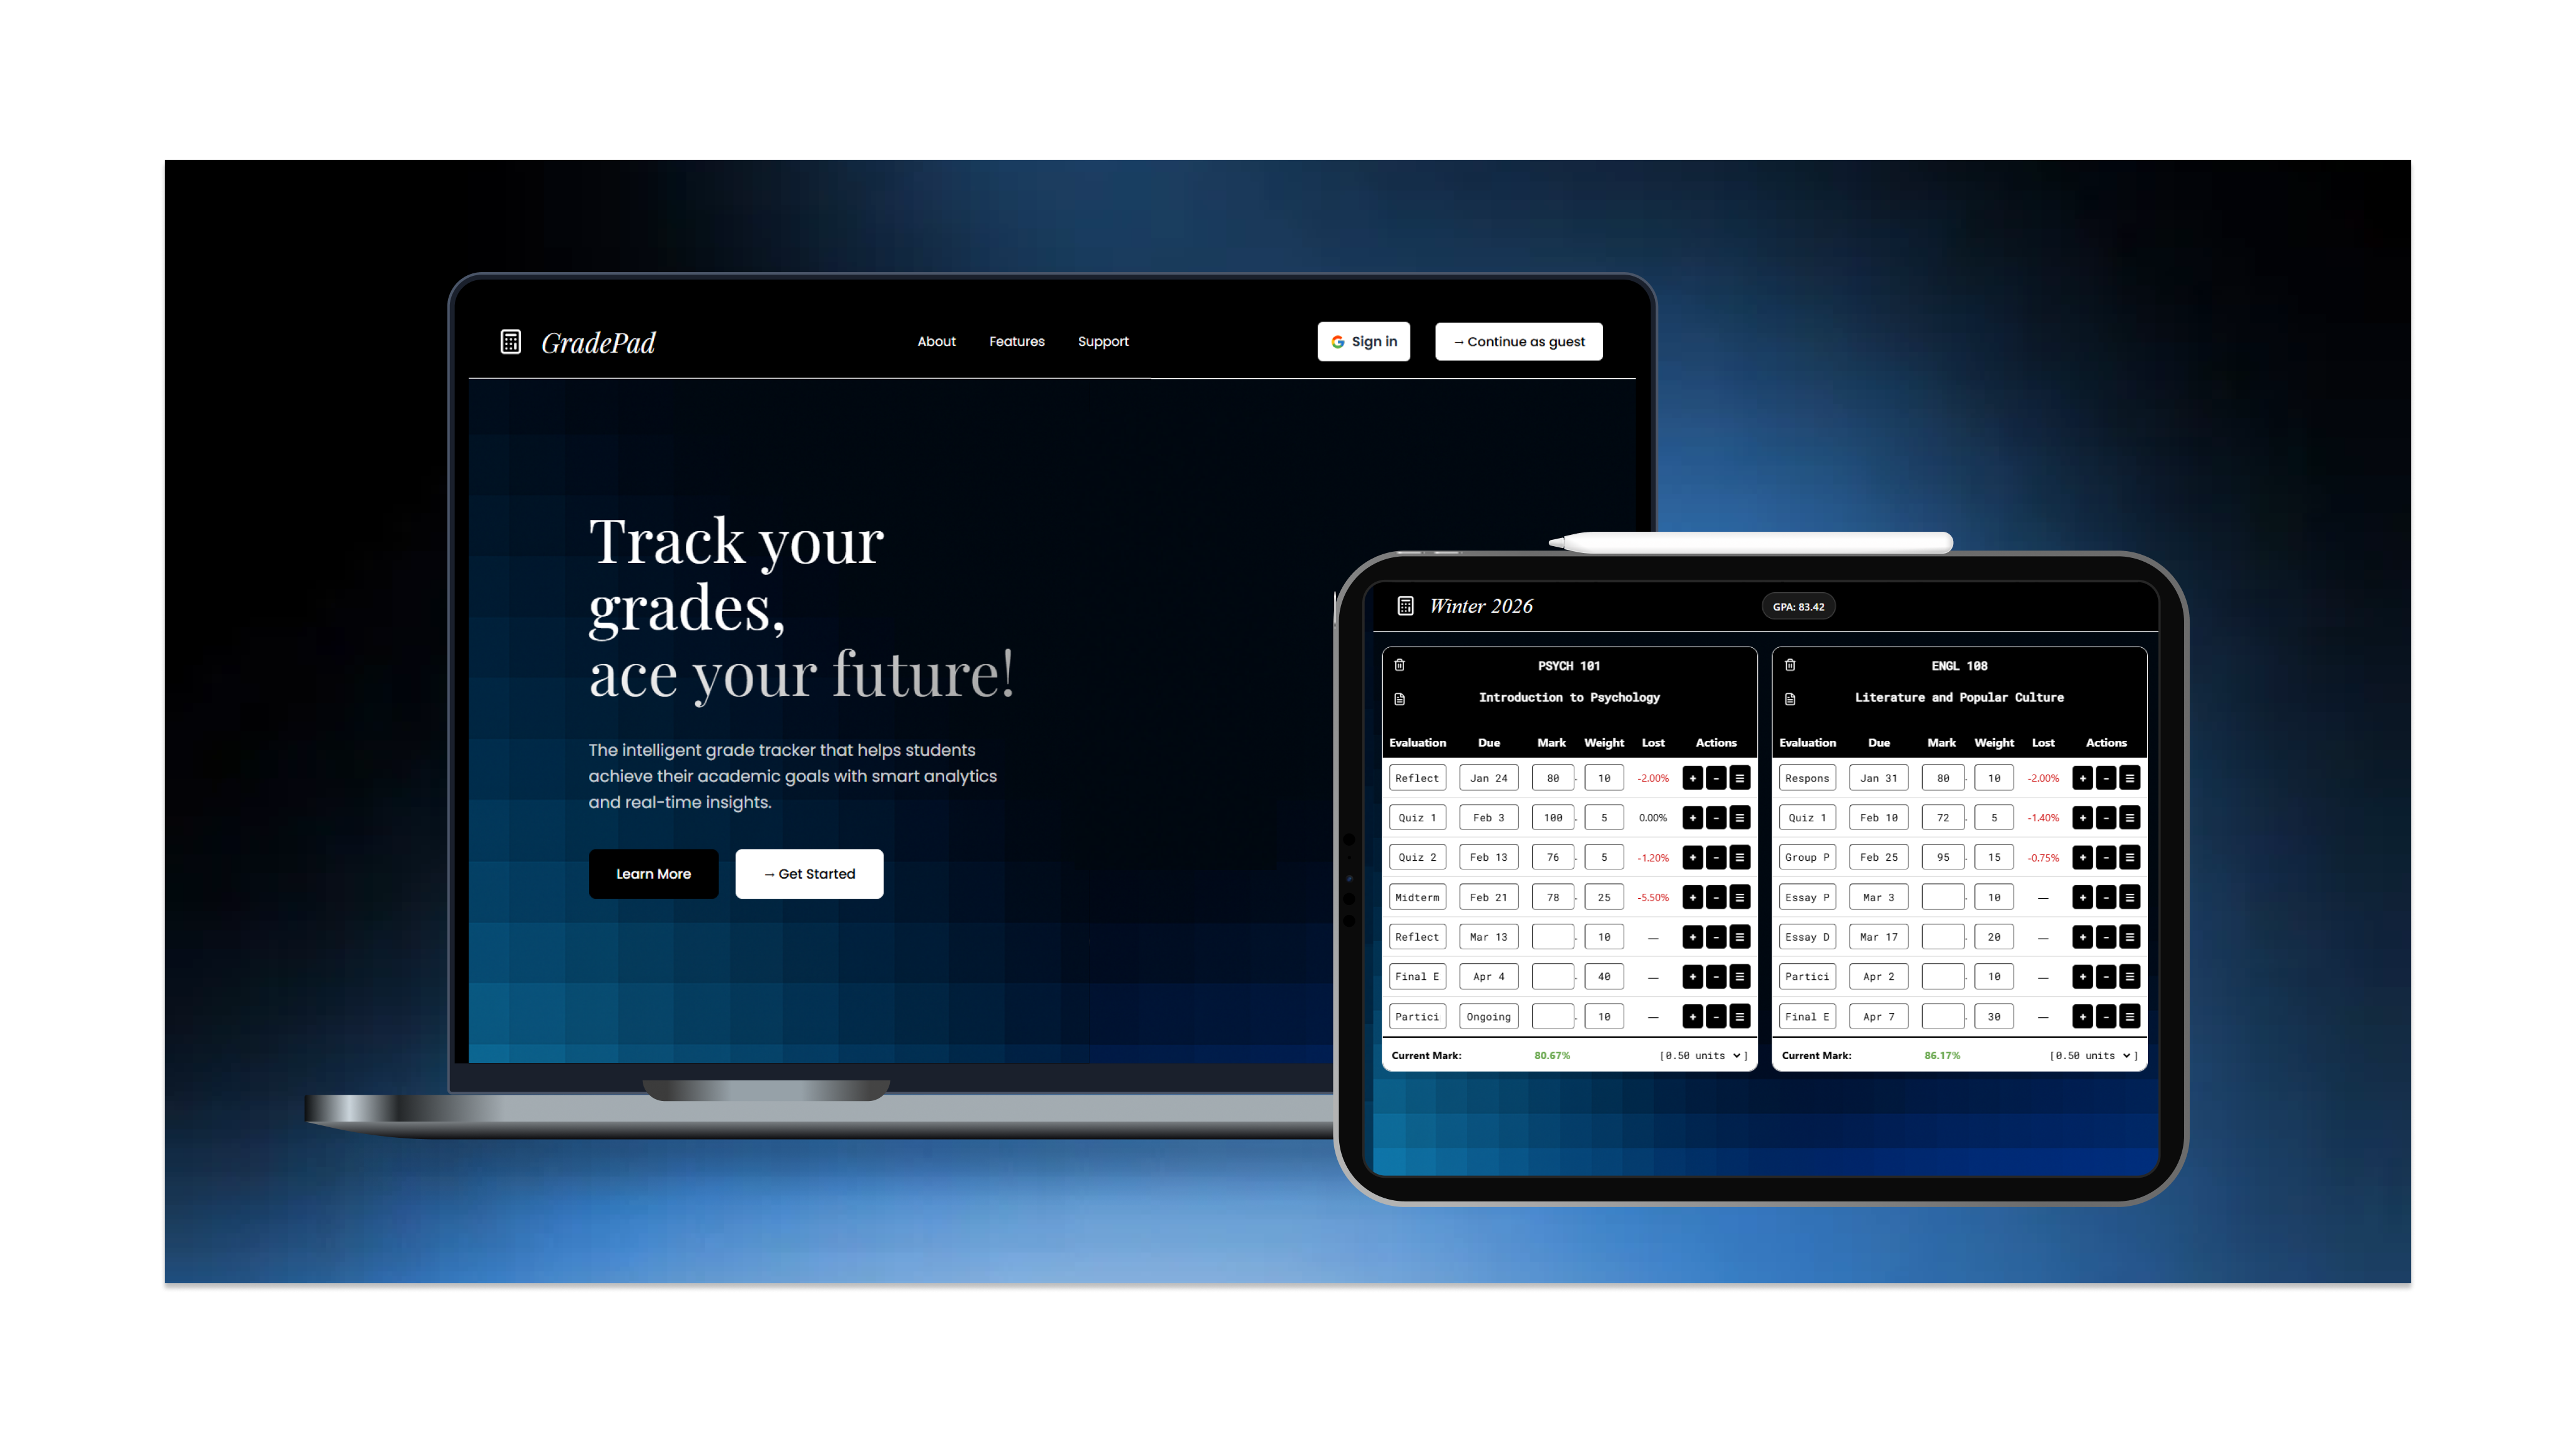 GradePad
About Features Support
Sign in
→ Continue as guest
Track your
grades,
ace your future!
The intelligent grade tracker that helps students
achieve their academic goals with smart analytics
and real-time insights.
Learn More
→ Get Started
Winter 2026
GPA: 83.42
PSYCH 101
Introduction to Psychology
Evaluation Due Mark Weight Lost Actions
Reflect Jan 24 80 10 -2.00% + -
Quiz 1 Feb 3 100 5 0.00% + -
Quiz 2 Feb 13 76 5 -1.20% + -
Midterm Feb 21 78 25 -5.50% + -
Reflect Mar 13 10 — + -
Final E Apr 4 40 — + -
Partici Ongoing 10 — + -
Current Mark: 80.67% [0.50 units ]
ENGL 108
Literature and Popular Culture
Evaluation Due Mark Weight Lost Actions
Respons Jan 31 80 10 -2.00% + -
Quiz 1 Feb 10 72 5 -1.40% + -
Group P Feb 25 95 15 -0.75% + -
Essay P Mar 3 10 — + -
Essay D Mar 17 20 — + -
Partici Apr 2 10 — + -
Final E Apr 7 30 — + -
Current Mark: 86.17% [0.50 units ]